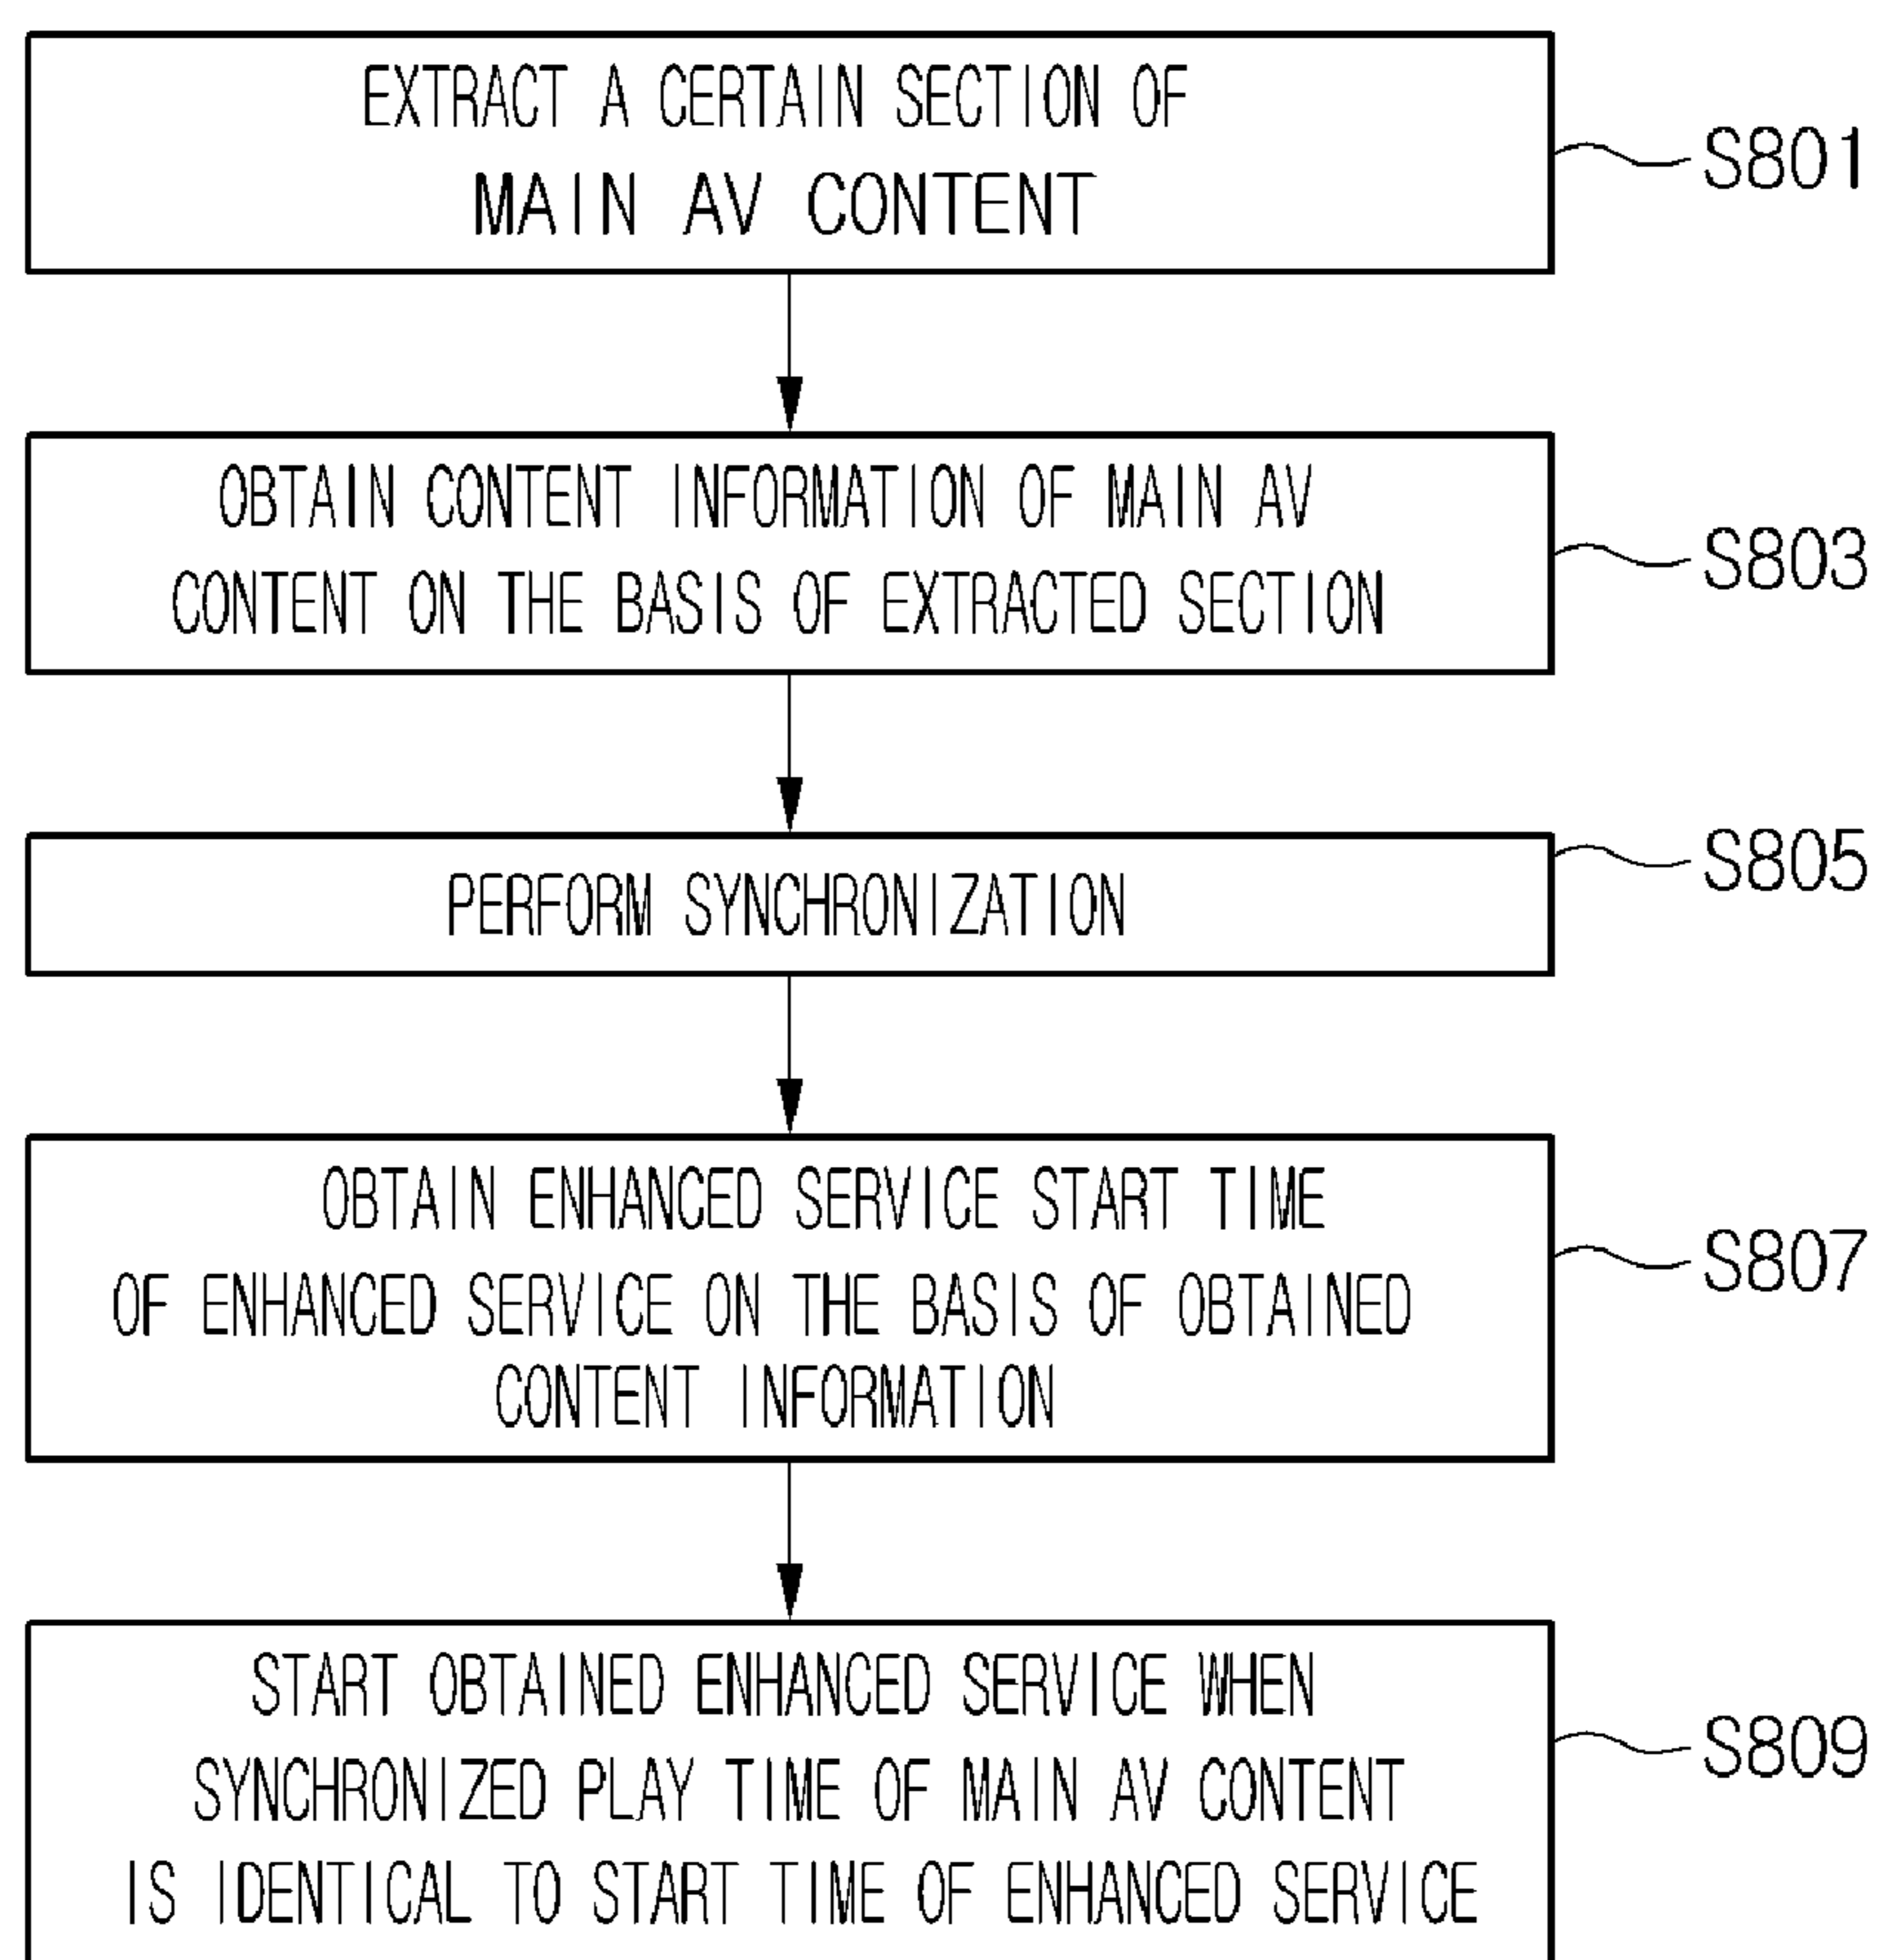 EXTRACT A CERTAIN SECTION OF
MAIN AV CONTENT
S801
OBTAIN CONTENT INFORMATION OF MAIN AV
CONTENT ON THE BASIS OF EXTRACTED SECTION
S803
PERFORM SYNCHRONIZATION
S805
OBTAIN ENHANCED SERVICE START TIME
OF ENHANCED SERVICE ON THE BASIS OF OBTAINED
CONTENT INFORMATION
S807
START OBTAINED ENHANCED SERVICE WHEN
SYNCHRONIZED PLAY TIME OF MAIN AV CONTENT
IS IDENTICAL TO START TIME OF ENHANCED SERVICE
S809